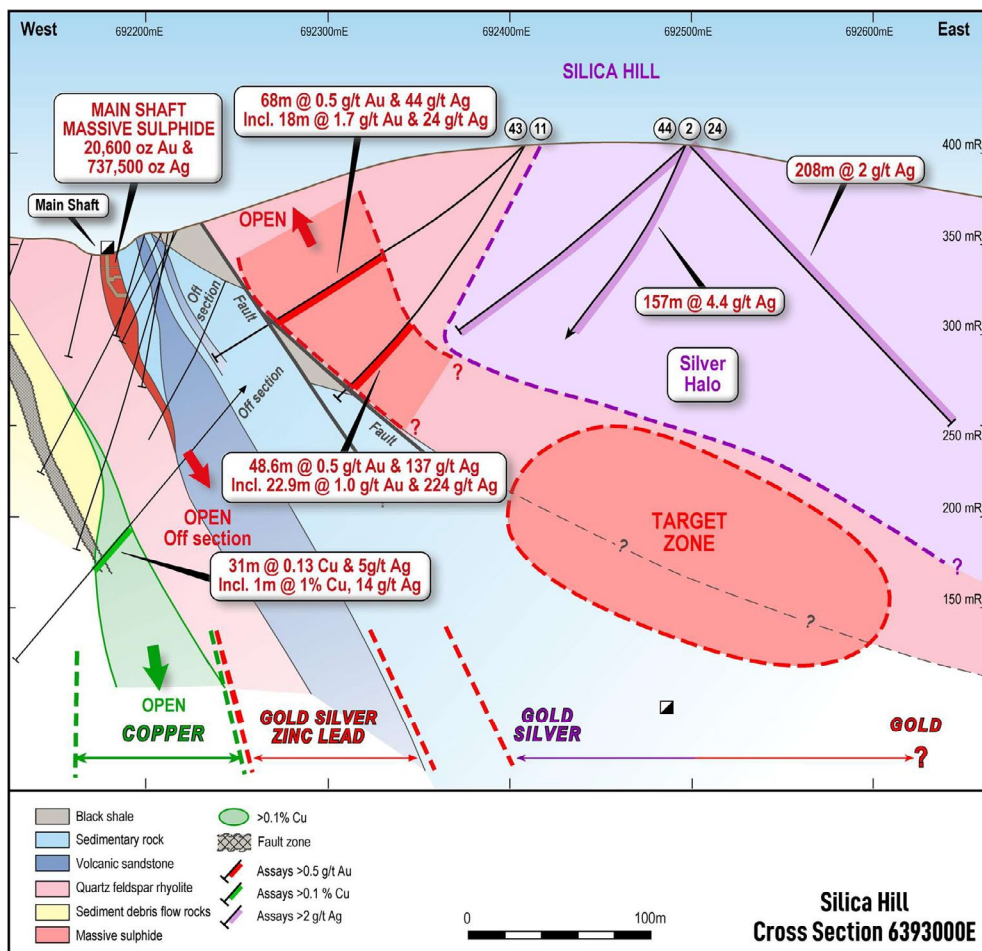 West
692200mE
692300mE
692400mE
692500mE
692600mE
East
SILICA HILL
MAIN SHAFT
MASSIVE SULPHIDE
20,600 oz Au &
737,500 oz Ag
68m @ 0.5 g/t Au & 44 g/t Ag
Incl. 18m @ 1.7 g/t Au & 24 g/t Ag
43
11
44
2
24
400 mR
208m @ 2 g/t Ag
Main Shaft
OPEN
350 mR
Off
section
Fault
157m @ 4.4 g/t Ag
300 mR
Off section
?
Silver
Halo
Fault
?
250 mR
48.6m @ 0.5 g/t Au & 137 g/t Ag
Incl. 22.9m @ 1.0 g/t Au & 224 g/t Ag
?
200 mR
OPEN
Off section
TARGET
ZONE
?
31m @ 0.13 Cu & 5g/t Ag
Incl. 1m @ 1% Cu, 14 g/t Ag
?
150 mR
?
OPEN
COPPER
GOLD SILVER
ZINC LEAD
GOLD
SILVER
GOLD
?
Black shale
Sedimentary rock
Volcanic sandstone
Quartz feldspar rhyolite
Sediment debris flow rocks
Massive sulphide
>0.1% Cu
Fault zone
Assays >0.5 g/t Au
Assays >0.1 % Cu
Assays >2 g/t Ag
0
100m
Silica Hill
Cross Section 6393000E